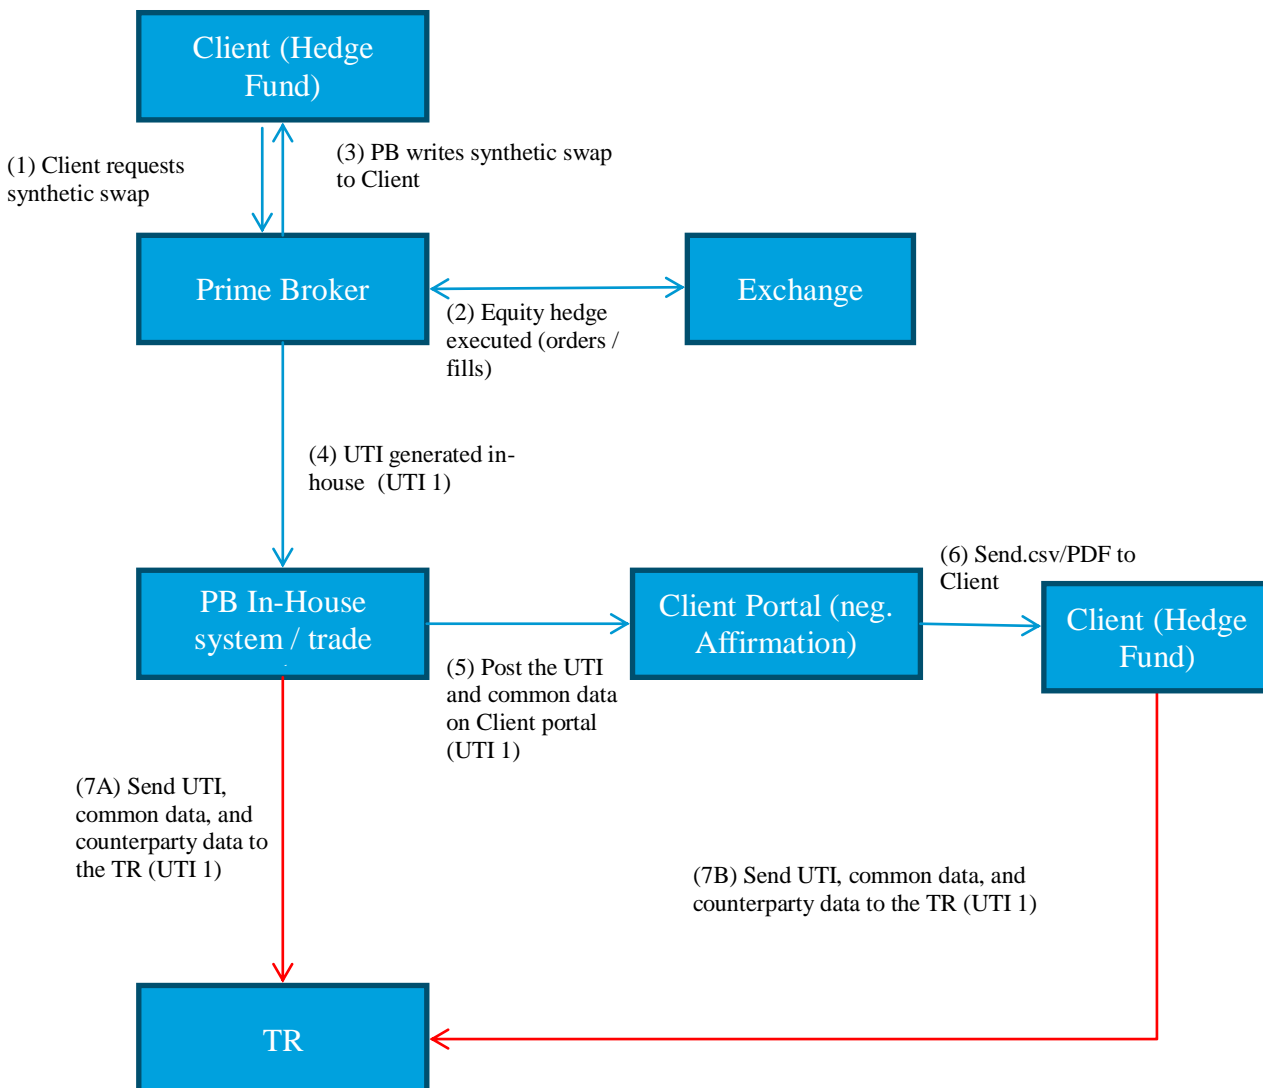 Client (Hedge
Fund)
(1) Client requests
synthetic swap
(3) PB writes synthetic swap
to Client
Prime Broker
Exchange
(2) Equity hedge
executed (orders /
fills)
(4) UTI generated in-
house  (UTI 1)
(6) Send.csv/PDF to
Client
PB In-House
system / trade
Client Portal (neg.
Affirmation)
Client (Hedge
Fund)
(5) Post the UTI
and common data
on Client portal
(UTI 1)
(7A) Send UTI,
common data, and
counterparty data to
the TR (UTI 1)
(7B) Send UTI, common data, and
counterparty data to the TR (UTI 1)
TR